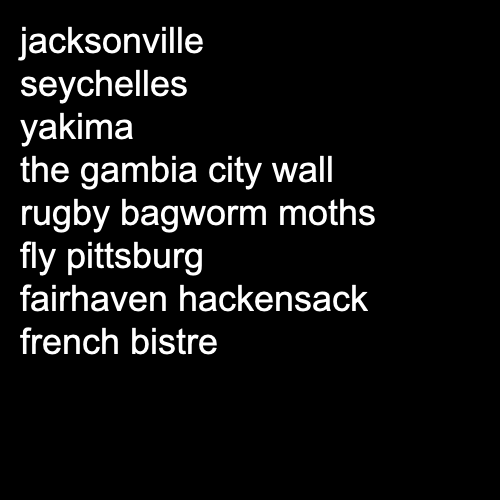 jacksonville
seychelles
yakima
the gambia city wall
rugby bagworm moths
fly pittsburg
fairhaven hackensack
french bistre